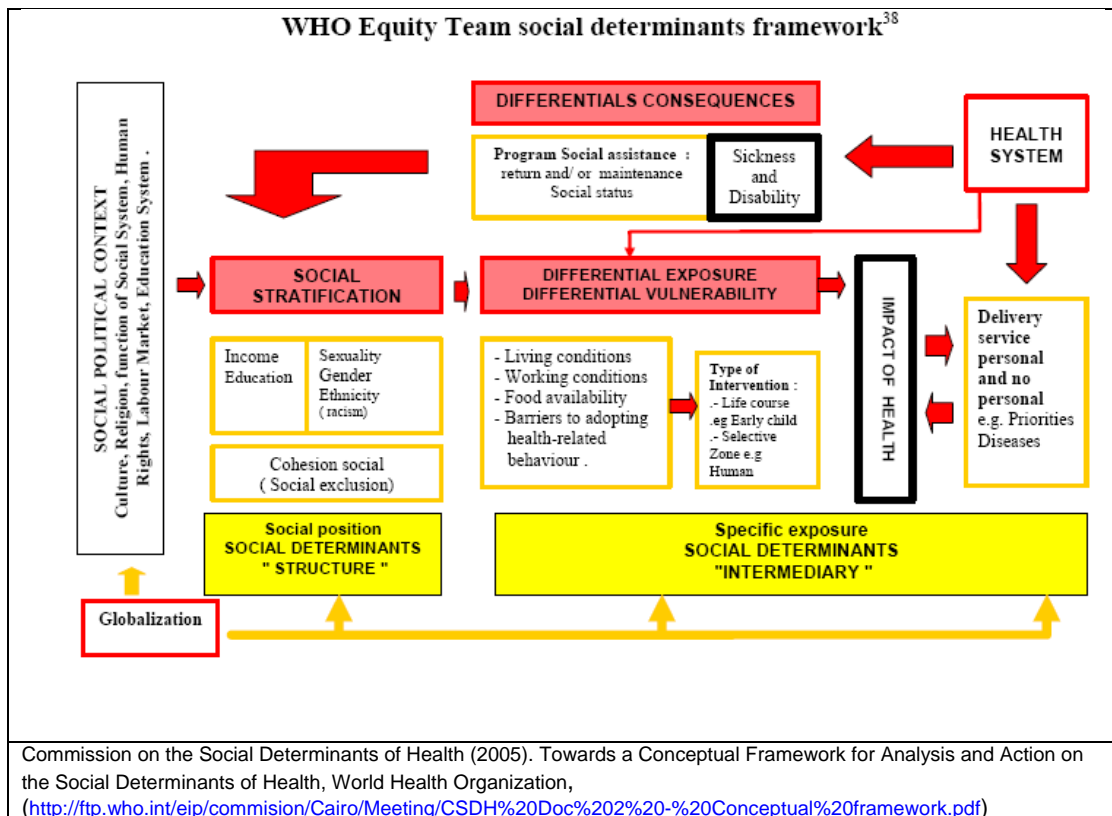 WHO Equity Team social determinants framework38
DIFFERENTIALS CONSEQUENCES
Program Social assistance :
return and/ or maintenance
Social status
Sickness
and
Disability
HEALTH
SYSTEM
SOCIAL POLITICAL CONTEXT
Culture, Religion, function of Social System, Human
Rights, Labour Market, Education System .
SOCIAL
STRATIFICATION
DIFFERENTIAL EXPOSURE
DIFFERENTIAL VULNERABILITY
Income
Education
Sexuality
Gender
Ethnicity
( racism)
Cohesion social
( Social exclusion)
- Living conditions
- Working conditions
- Food availability
- Barriers to adopting
health-related
behaviour .
Type of
Intervention :
.- Life course
.eg Early child
.- Selective
Zone e.g
Human
IMPACT OF HEALTH
Delivery
service
personal
and no
personal
e.g. Priorities
Diseases
Social position
SOCIAL DETERMINANTS
" STRUCTURE "
Specific exposure
SOCIAL DETERMINANTS
"INTERMEDIARY "
Globalization
Commission on the Social Determinants of Health (2005). Towards a Conceptual Framework for Analysis and Action on
the Social Determinants of Health, World Health Organization,
(http://ftp.who.int/eip/commision/Cairo/Meeting/CSDH%20Doc%202%20-%20Conceptual%20framework.pdf)